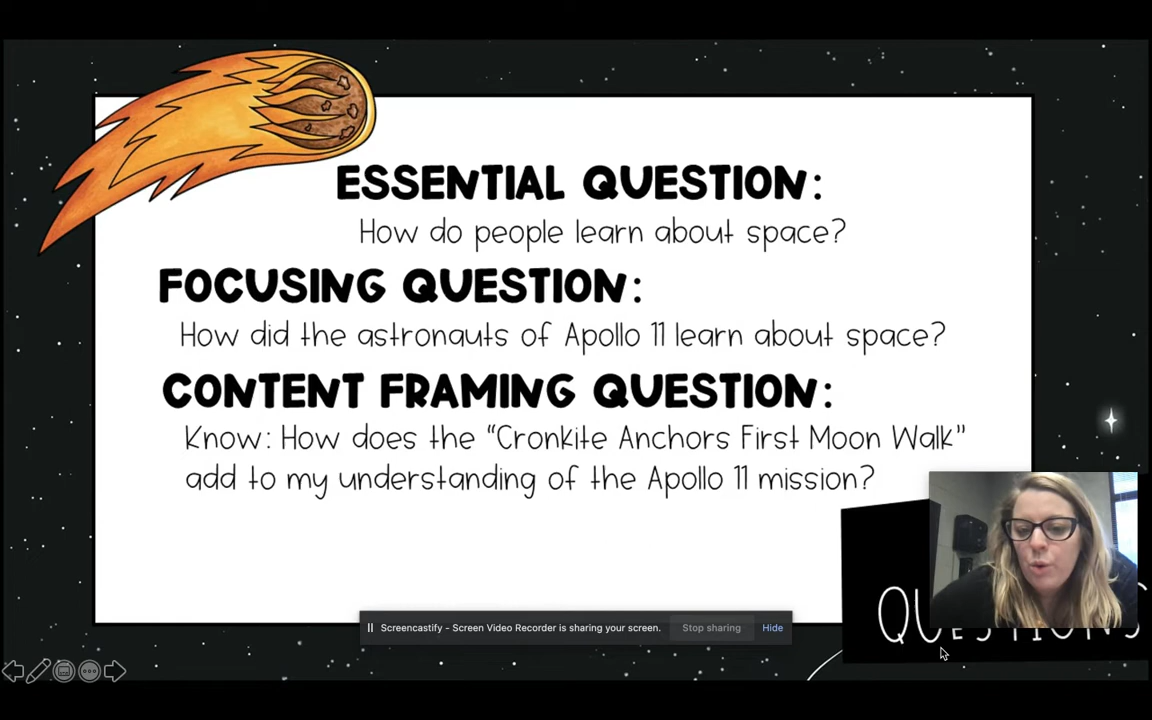 ESSENTIAL QUESTION:
How do people learn about space?
FOCUSING QUESTION:
How did the astronauts of Apollo 11 learn about space?
CONTENT FRAMING QUESTION:
Know: How does the “Cronkite Anchors First Moon Walk”
add to my understanding of the Apollo 11 mission?
QUESTIONS
Screencastify - Screen Video Recorder is sharing your screen. Stop sharing Hide